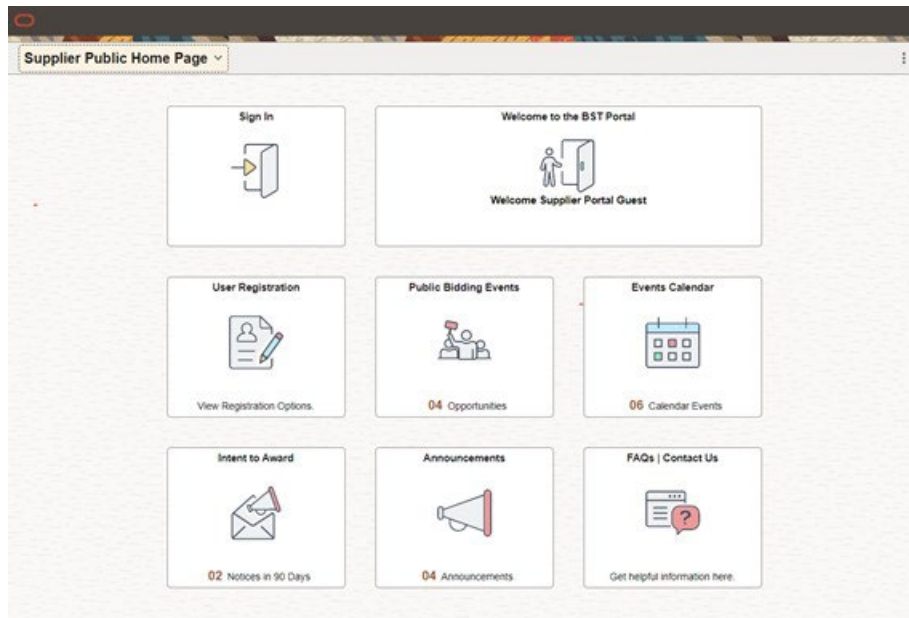 Supplier Public Home Page
Sign In
Welcome to the BST Portal
Welcome Supplier Portal Guest
User Registration
View Registration Options.
Public Bidding Events
04 Opportunities
Events Calendar
06 Calendar Events
Intent to Award
02 Notices in 90 Days
Announcements
04 Announcements
FAQs | Contact Us
?
Get helpful information here.